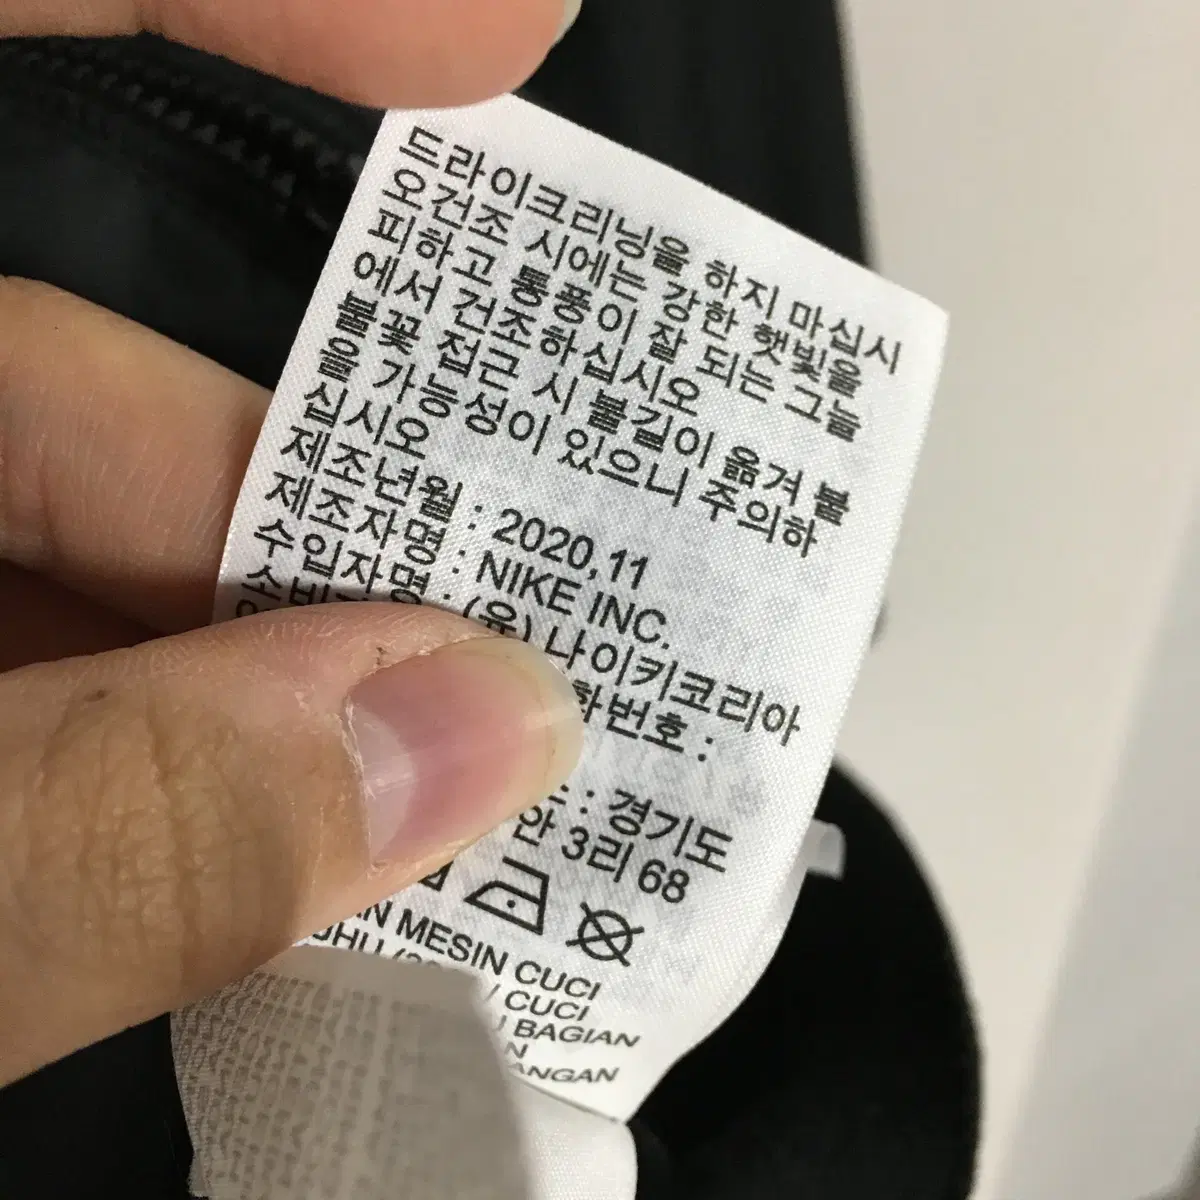 드라이크리닝을 하지 마십시
오건조 시에는 강한 햇빛을
피하고 통풍이 잘 되는 그늘
에서 건조하십시오
불꽃 접근 시 불길이 옮겨 붙
을 가능성이 있으니 주의하
십시오
제조년월 : 2020,11
제조자명 : NIKE INC.
수입자명 : (유) 나이키코리아
화번호 :
: 경기도
안 3리 68
MESIN CUCI
/ CUCI
BAGIAN